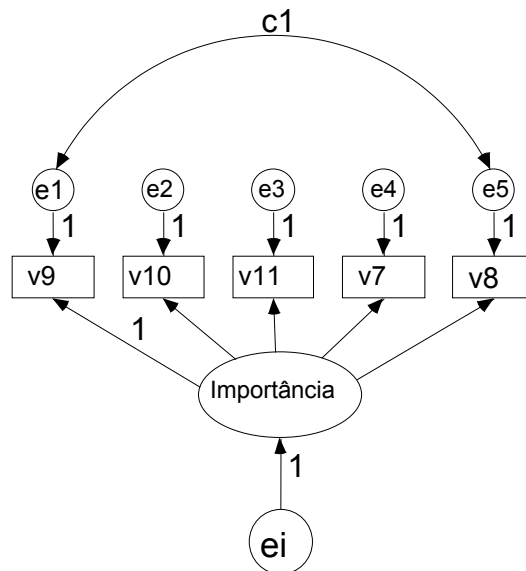 c1
e1 e2 e3 e4 e5
1 1 1 1 1
v9 v10 v11 v7 v8
1
Importância
1
ei